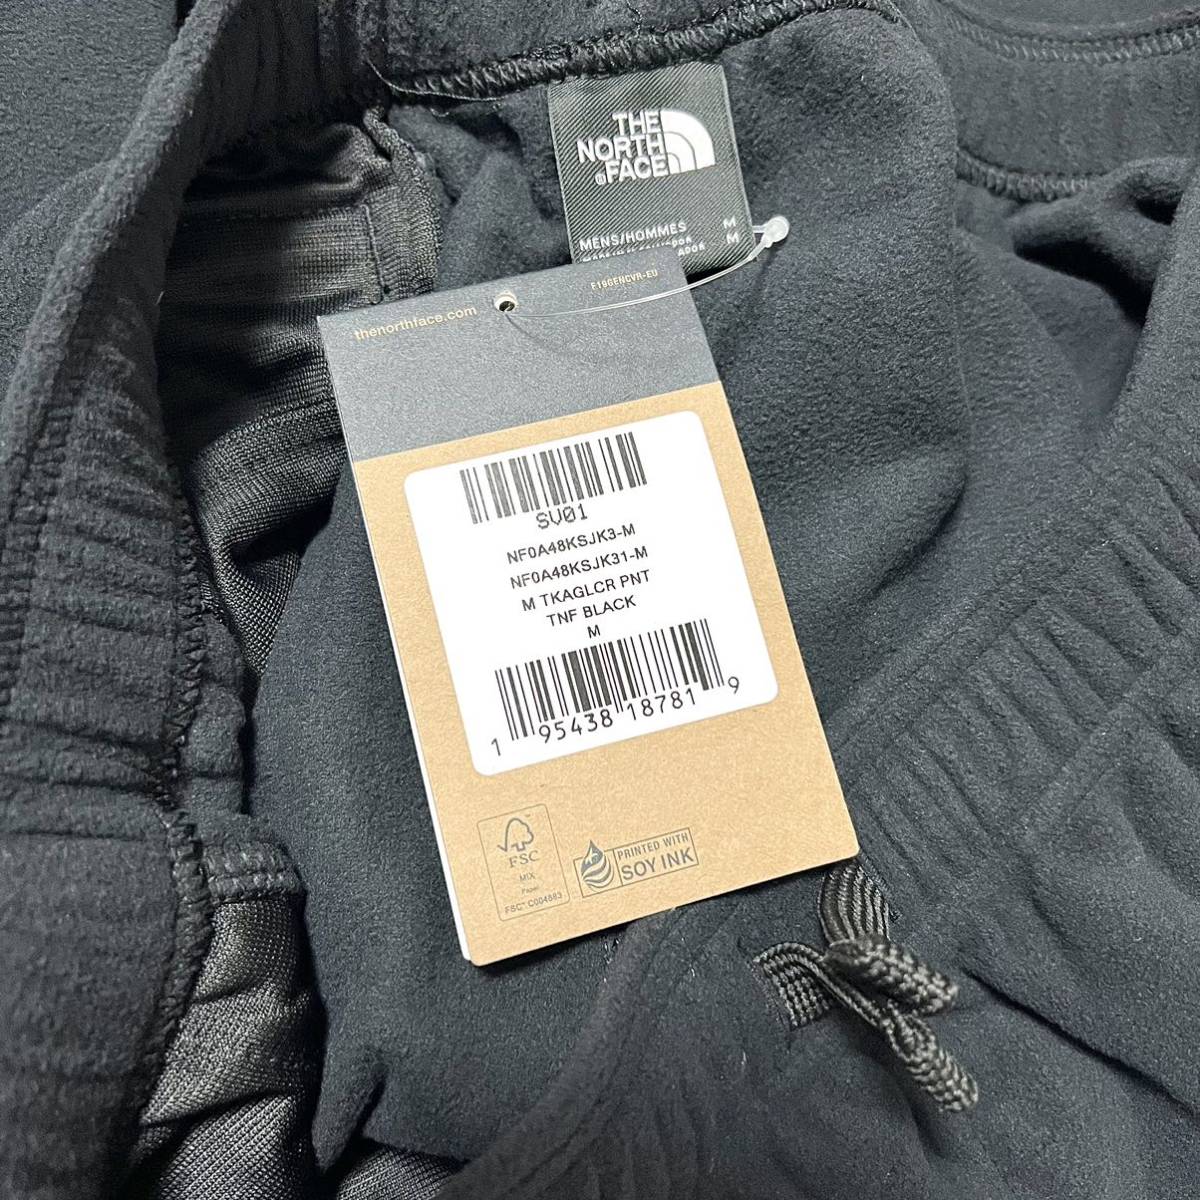 THE
NORTH
FACE
MENS/HOMMES M
M
F19GENCVR-EU
thenorthface.com
SV01
NF0A48KSJK3-M
NF0A48KSJK31-M
M TKAGLCR PNT
TNF BLACK
M
1 95438 18781 9
FSC
MIX
Paper
FSC® C004883
PRINTED WITH
SOY INK